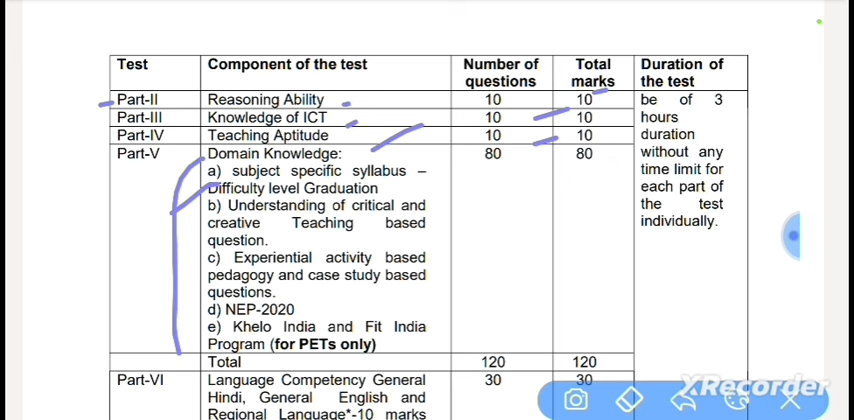 Test Component of the test Number of questions Total marks Duration of the test
Part-II Reasoning Ability 10 10
Part-III Knowledge of ICT 10 10
Part-IV Teaching Aptitude 10 10
Part-V Domain Knowledge: 80 80
a) subject specific syllabus –
Difficulty level Graduation
b) Understanding of critical and
creative Teaching based
question.
c) Experiential activity based
pedagogy and case study based
questions.
d) NEP-2020
e) Khelo India and Fit India
Program (for PETs only)
be of 3
hours
duration
without any
time limit for
each part of
the test
individually.
Total 120 120
Part-VI Language Competency General 30 30
Hindi, General English and
Regional Language*-10 marks
XRecorder